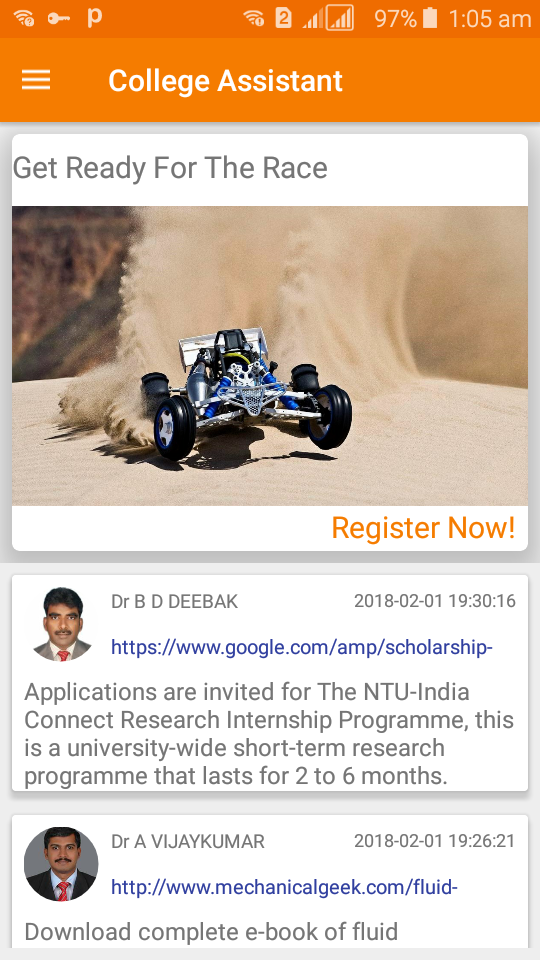 97% 1:05 am
College Assistant
Get Ready For The Race
Register Now!
Dr B D DEEBAK 2018-02-01 19:30:16
https://www.google.com/amp/scholarship-
Applications are invited for The NTU-India
Connect Research Internship Programme, this
is a university-wide short-term research
programme that lasts for 2 to 6 months.
Dr A VIJAYKUMAR 2018-02-01 19:26:21
http://www.mechanicalgeek.com/fluid-
Download complete e-book of fluid